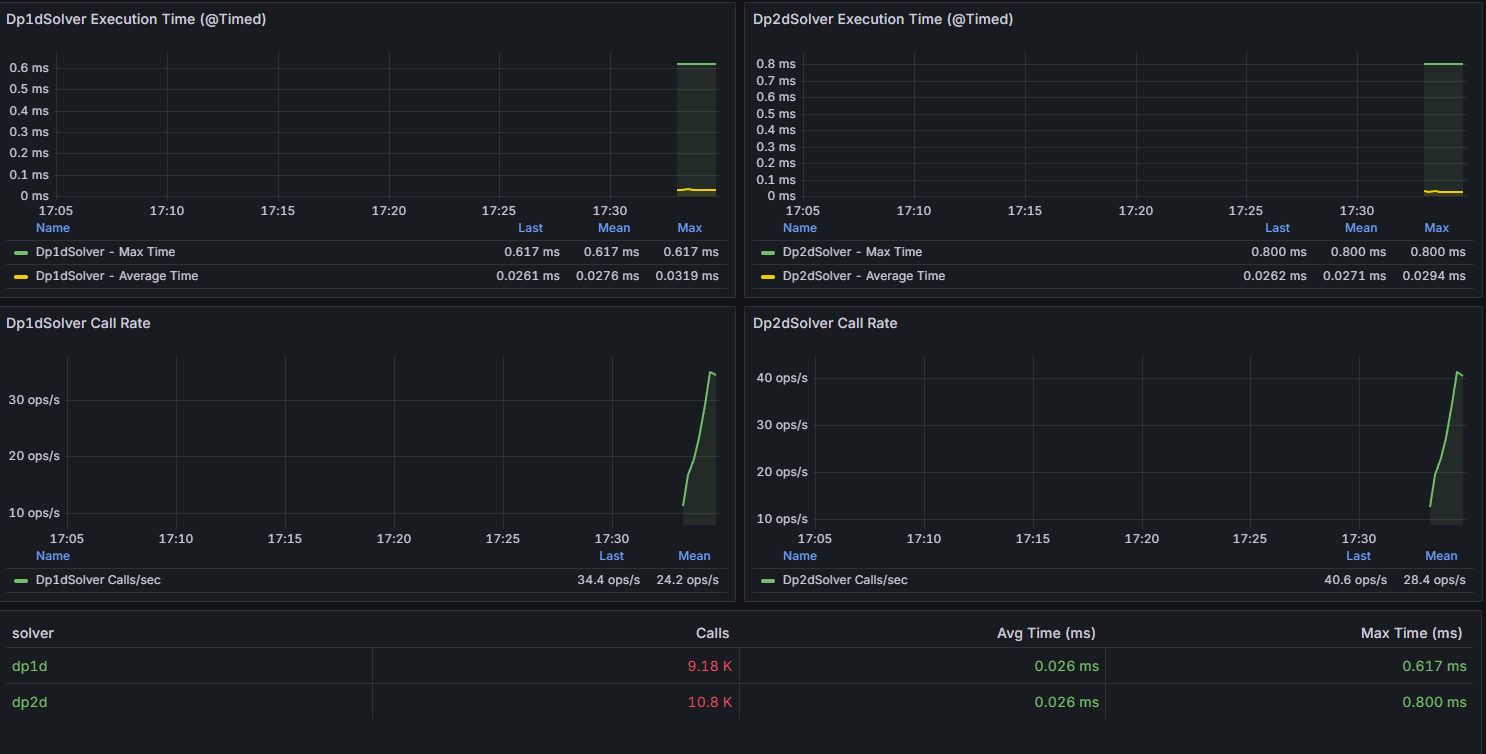 Dp1dSolver Execution Time (@Timed)
0.6 ms
0.5 ms
0.4 ms
0.3 ms
0.2 ms
0.1 ms
0 ms
17:05 17:10 17:15 17:20 17:25 17:30
Name Last Mean Max
Dp1dSolver - Max Time 0.617 ms 0.617 ms 0.617 ms
Dp1dSolver - Average Time 0.0261 ms 0.0276 ms 0.0319 ms
Dp2dSolver Execution Time (@Timed)
0.8 ms
0.7 ms
0.6 ms
0.5 ms
0.4 ms
0.3 ms
0.2 ms
0.1 ms
0 ms
17:05 17:10 17:15 17:20 17:25 17:30
Name Last Mean Max
Dp2dSolver - Max Time 0.800 ms 0.800 ms 0.800 ms
Dp2dSolver - Average Time 0.0262 ms 0.0271 ms 0.0294 ms
Dp1dSolver Call Rate
30 ops/s
20 ops/s
10 ops/s
17:05 17:10 17:15 17:20 17:25 17:30
Name Last Mean
Dp1dSolver Calls/sec 34.4 ops/s 24.2 ops/s
Dp2dSolver Call Rate
40 ops/s
30 ops/s
20 ops/s
10 ops/s
17:05 17:10 17:15 17:20 17:25 17:30
Name Last Mean
Dp2dSolver Calls/sec 40.6 ops/s 28.4 ops/s
solver Calls Avg Time (ms) Max Time (ms)
dp1d 9.18 K 0.026 ms 0.617 ms
dp2d 10.8 K 0.026 ms 0.800 ms